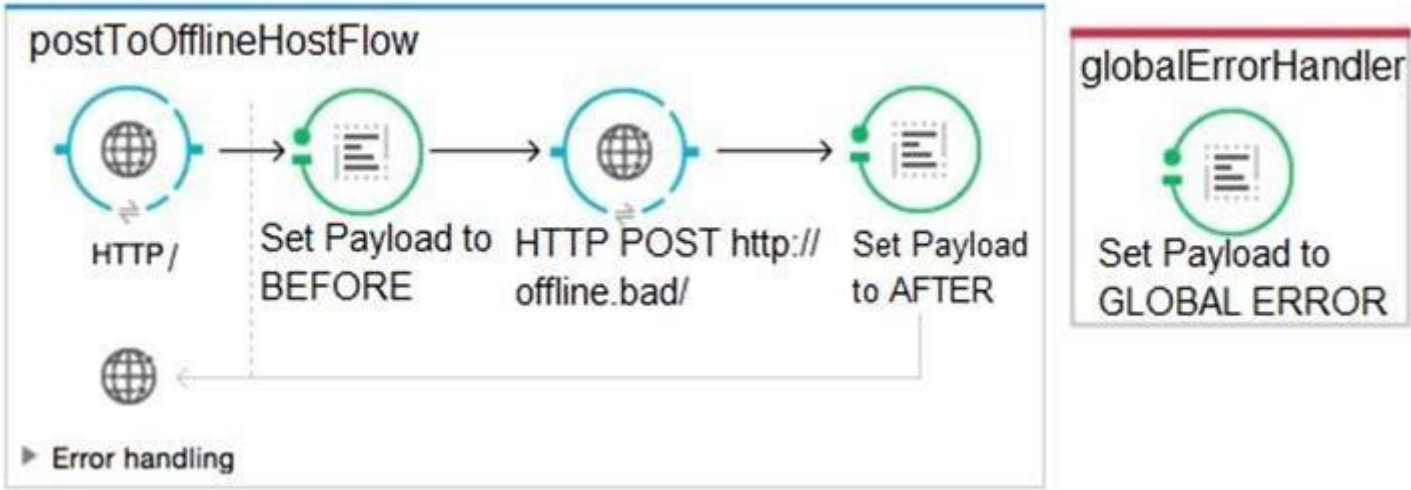 postToOfflineHostFlow
HTTP /
Set Payload to
BEFORE
HTTP POST http://
offline.bad/
Set Payload
to AFTER
Error handling
globalErrorHandler
Set Payload to
GLOBAL ERROR